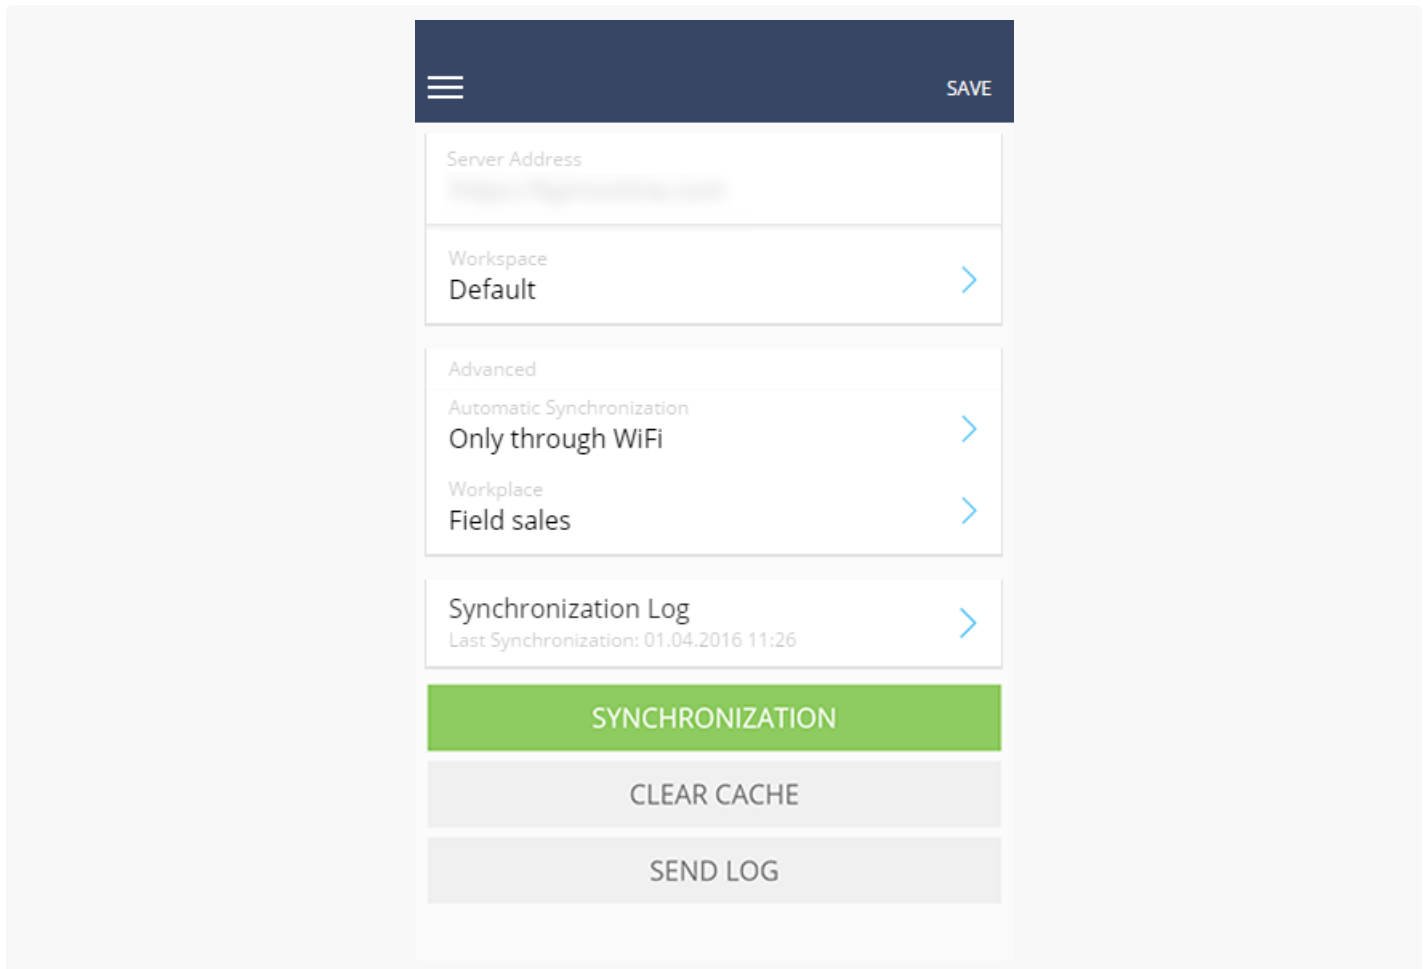 SAVE
Server Address
Workspace
Default
Advanced
Automatic Synchronization
Only through WiFi
Workplace
Field sales
Synchronization Log
Last Synchronization: 01.04.2016 11:26
SYNCHRONIZATION
CLEAR CACHE
SEND LOG